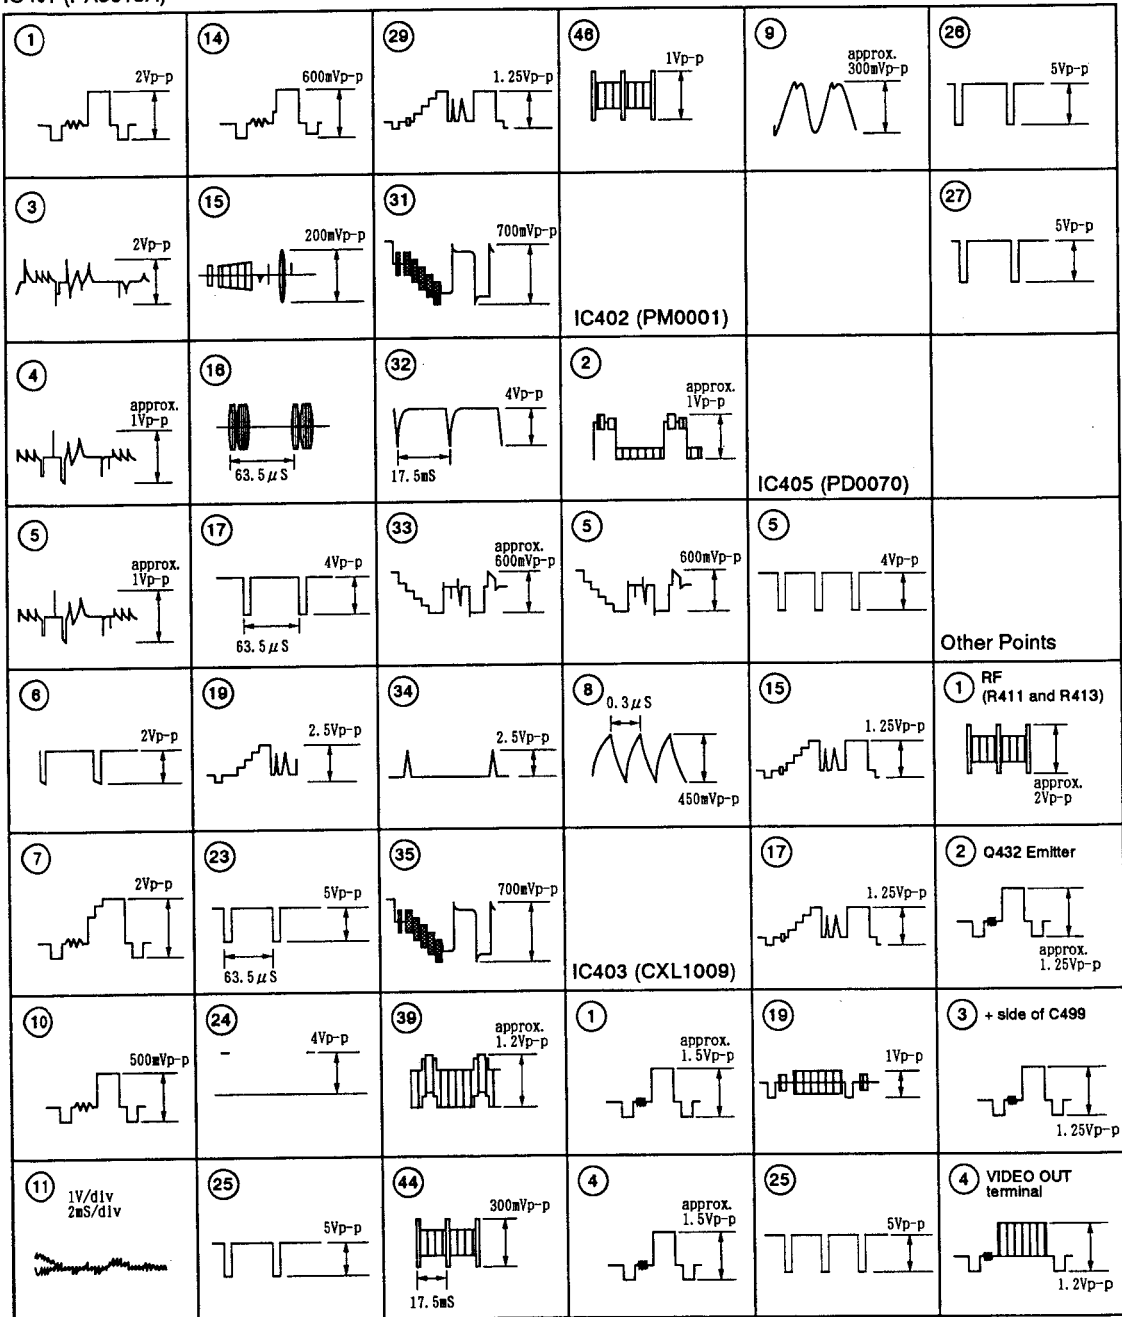 1
2Vp-p
14
600mVp-p
29
1.25Vp-p
46
1Vp-p
9
approx.
300mVp-p
26
5Vp-p
3
2Vp-p
15
200mVp-p
31
700mVp-p
IC402 (PM0001)
27
5Vp-p
4
approx.
1Vp-p
16
63.5μS
32
4Vp-p
17.5mS
2
approx.
1Vp-p
IC405 (PD0070)
5
approx.
1Vp-p
17
4Vp-p
63.5μS
33
approx.
600mVp-p
5
600mVp-p
5
4Vp-p
Other Points
6
2Vp-p
19
2.5Vp-p
34
2.5Vp-p
8
0.3μS
450mVp-p
15
1.25Vp-p
1 RF
(R411 and R413)
approx.
2Vp-p
7
2Vp-p
23
5Vp-p
63.5μS
35
700mVp-p
IC403 (CXL1009)
17
1.25Vp-p
2 Q432 Emitter
approx.
1.25Vp-p
10
500mVp-p
24
4Vp-p
39
approx.
1.2Vp-p
1
approx.
1.5Vp-p
19
1Vp-p
3 + side of C499
1.25Vp-p
11
1V/div
2mS/div
25
5Vp-p
44
300mVp-p
17.5mS
4
approx.
1.5Vp-p
25
5Vp-p
4 VIDEO OUT
terminal
1.2Vp-p